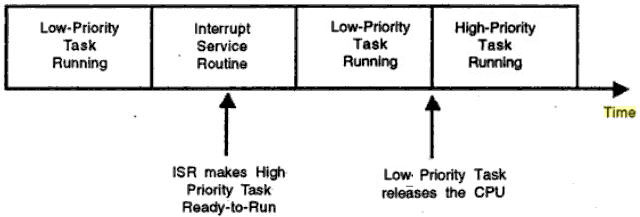 Low-Priority
Task
Running
Interrupt
Service
Routine
Low-Priority
Task
Running
High-Priority
Task
Running
Time
ISR makes High
Priority Task
Ready-to-Run
Low Priority Task
releases the CPU